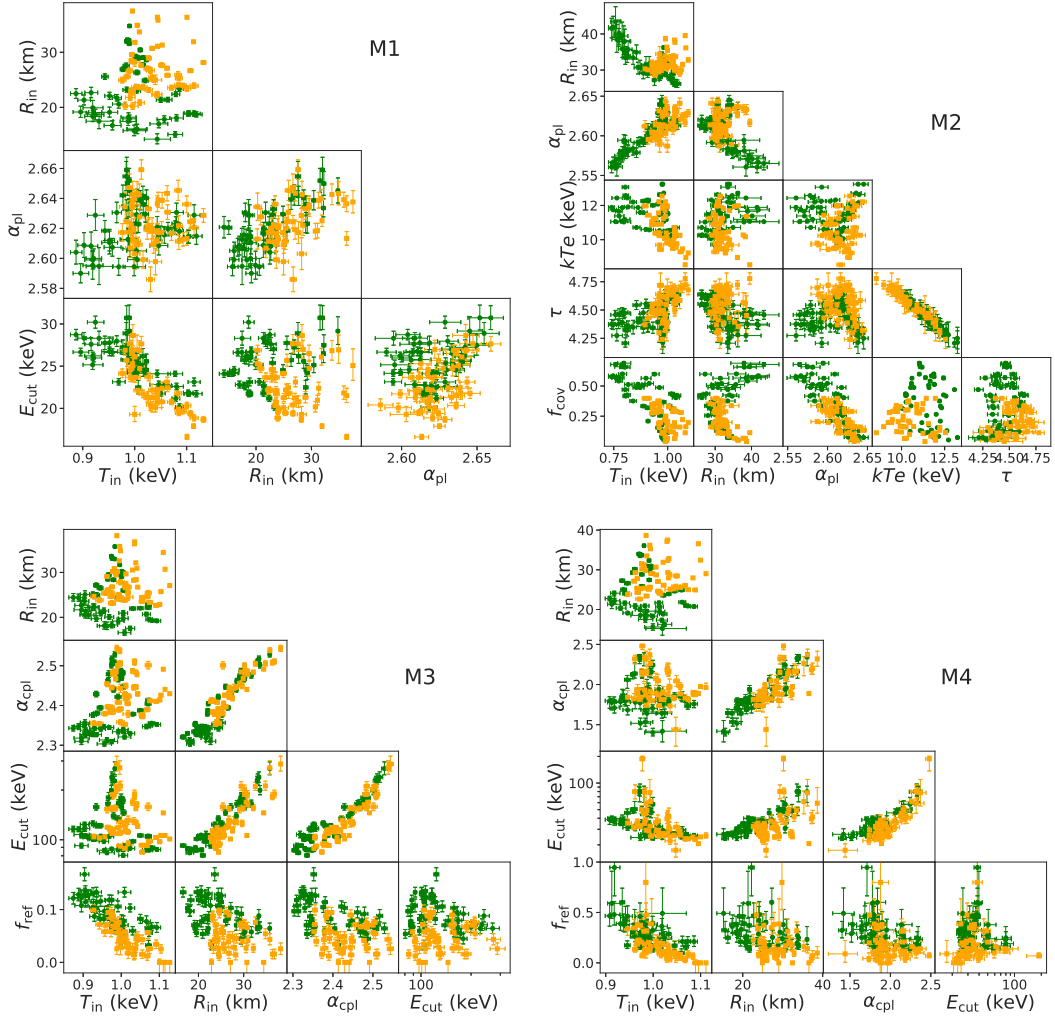 M1
R_in (km)
30
20
α_pl
2.66
2.64
2.62
2.60
2.58
E_cut (keV)
30
25
20
0.9 1.0 1.1
T_in (keV)
20 30
R_in (km)
2.60 2.65
α_pl
M2
R_in (km)
40
30
α_pl
2.65
2.60
2.55
kTe (keV)
12
10
τ
4.75
4.50
4.25
f_cov
0.50
0.25
0.75 1.00
T_in (keV)
30 40
R_in (km)
2.55 2.65
α_pl
10.0 12.5
kTe (keV)
4.25 4.50 4.75
τ
M3
R_in (km)
30
20
α_cpl
2.5
2.4
2.3
E_cut (keV)
100
f_ref
0.1
0.0
0.9 1.0 1.1
T_in (keV)
20 30
R_in (km)
2.3 2.4 2.5
α_cpl
100
E_cut (keV)
M4
R_in (km)
40
30
20
α_cpl
2.5
2.0
1.5
E_cut (keV)
100
f_ref
1.0
0.5
0.0
0.9 1.0 1.1
T_in (keV)
20 40
R_in (km)
1.5 2.0 2.5
α_cpl
100
E_cut (keV)